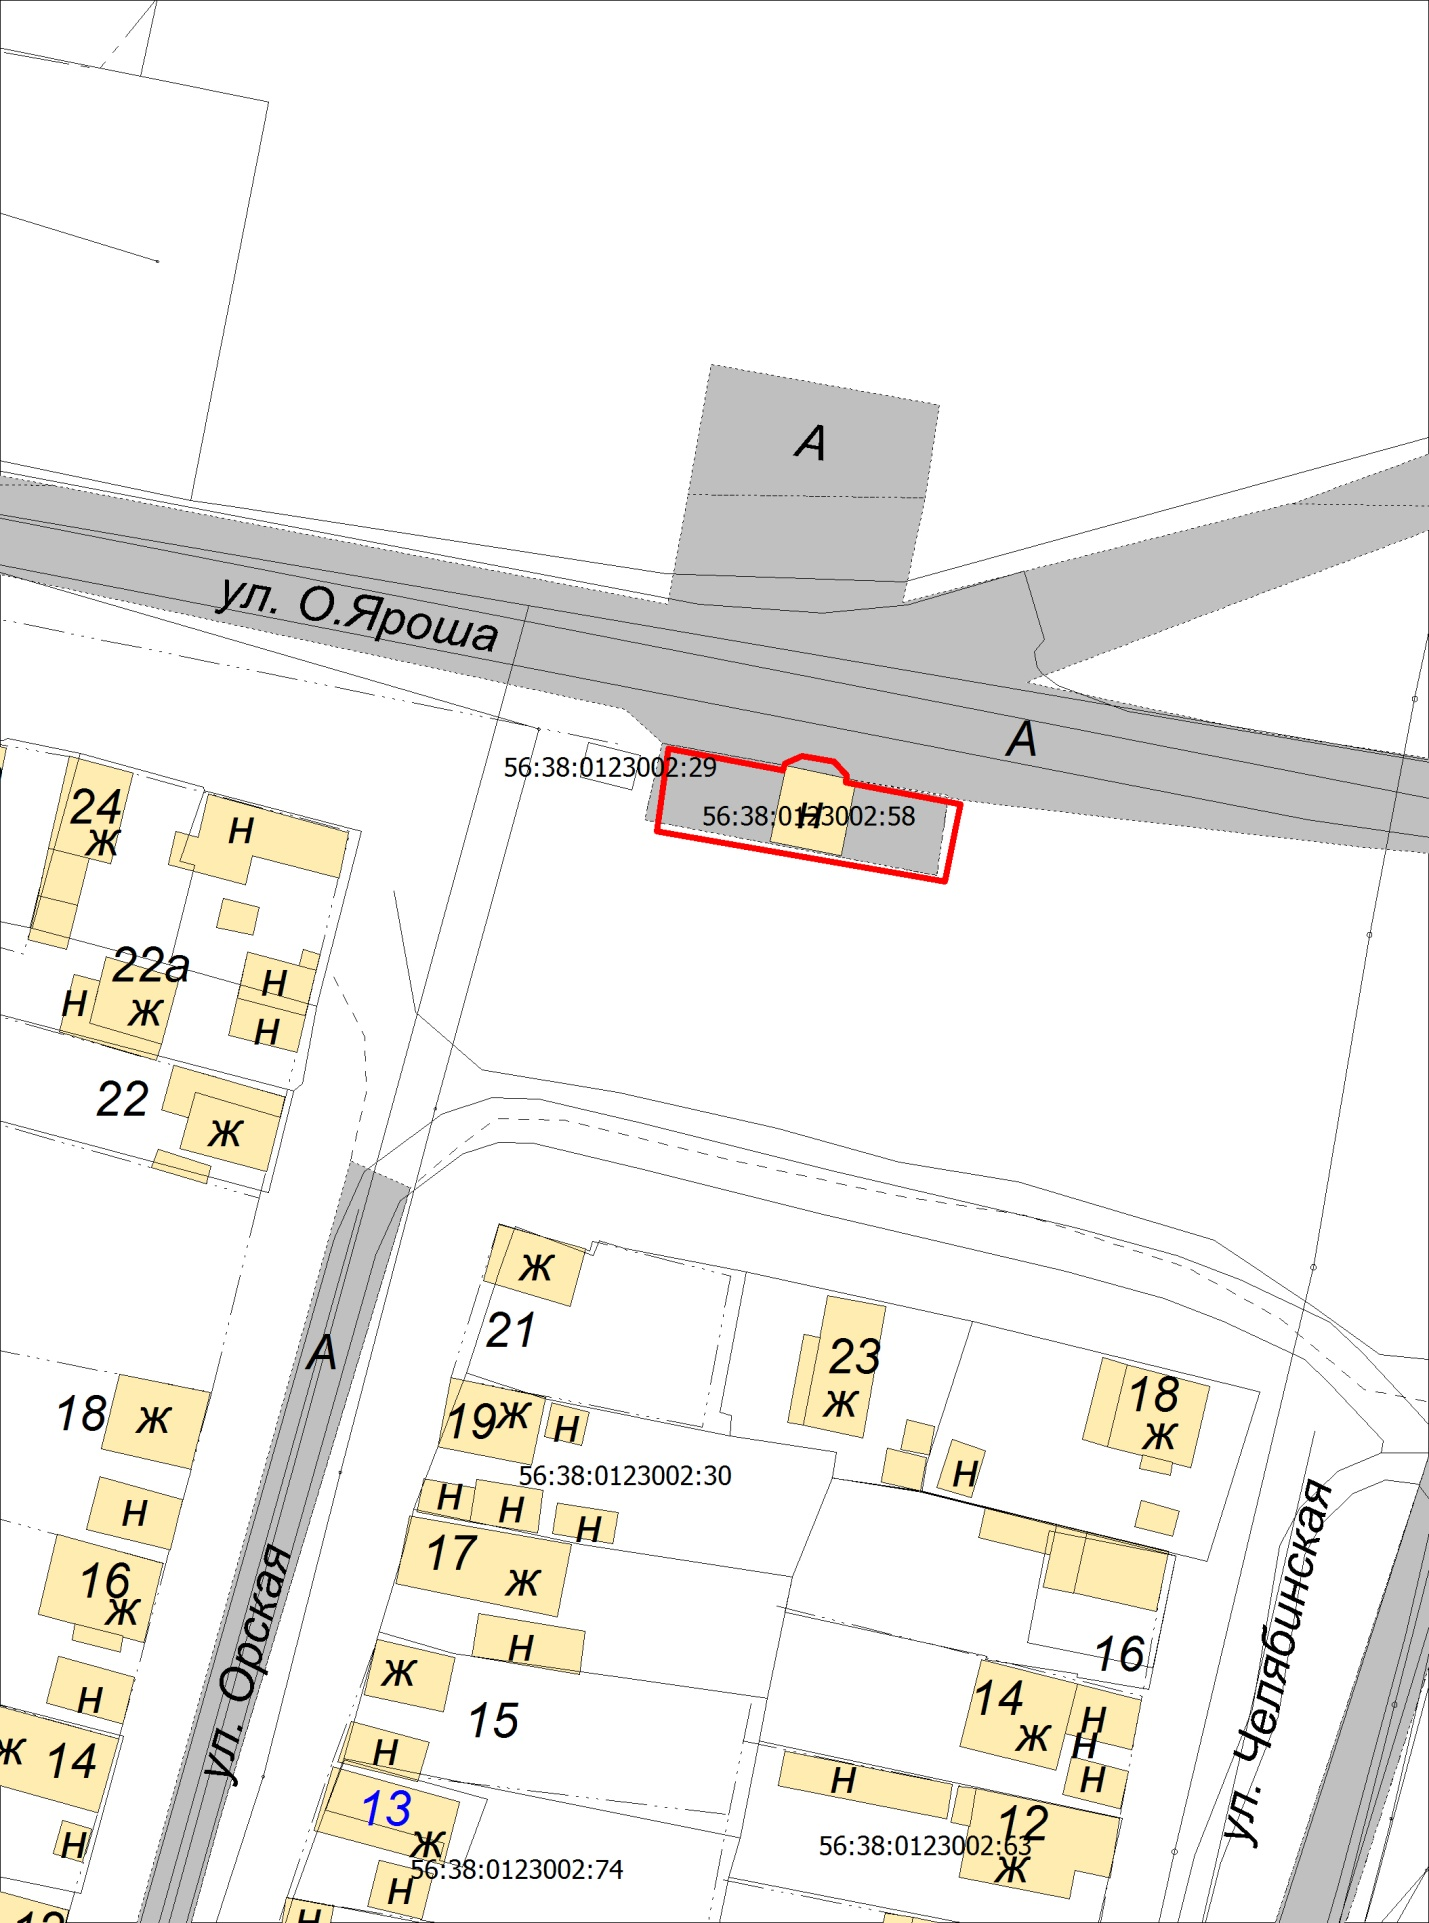 А
ул. О.Яроша
А
56:38:0123002:29
56:38:0123002:58
н
24
ж
н
22а
н
ж
н
н
22
ж
ж
21
А
23
ж
18
ж
18
ж
19
ж
н
56:38:0123002:30
н
н
н
н
н
17
ж
16
ж
н
ж
15
н
16
14
ж
н
н
н
ул. Орская
ул. Челябинская
ж
14
н
н
13
ж
56:38:0123002:74
н
н
12
ж
56:38:0123002:63
н